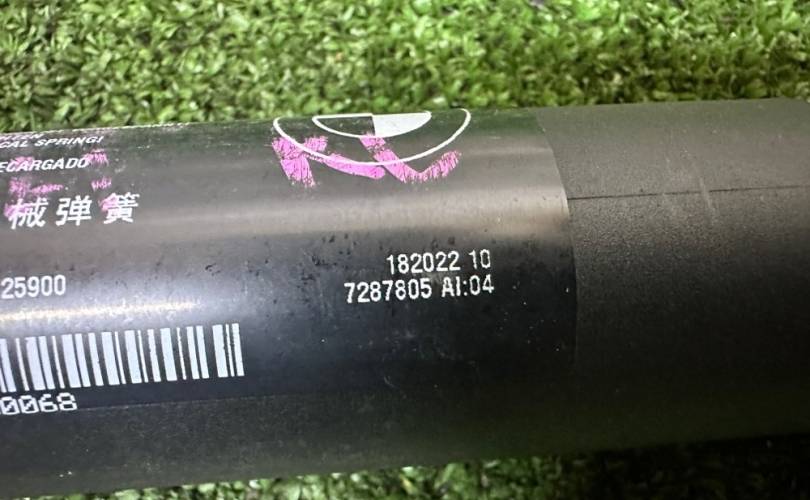 CAL SPRING!
ECARGADO
械弹簧
25900
182022 10
7287805 AI:04
0068